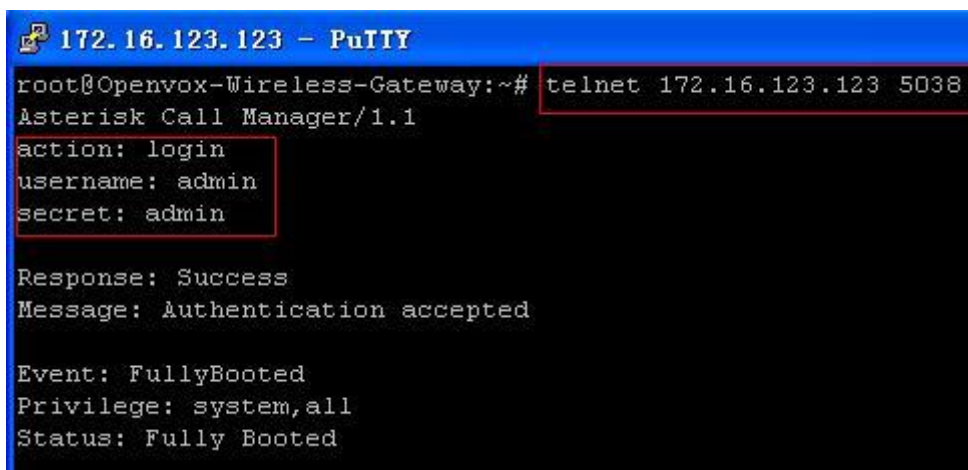 172.16.123.123 - PuTTY
root@Openvox-Wireless-Gateway:~# telnet 172.16.123.123 5038
Asterisk Call Manager/1.1
action: login
username: admin
secret: admin
Response: Success
Message: Authentication accepted
Event: FullyBooted
Privilege: system,all
Status: Fully Booted